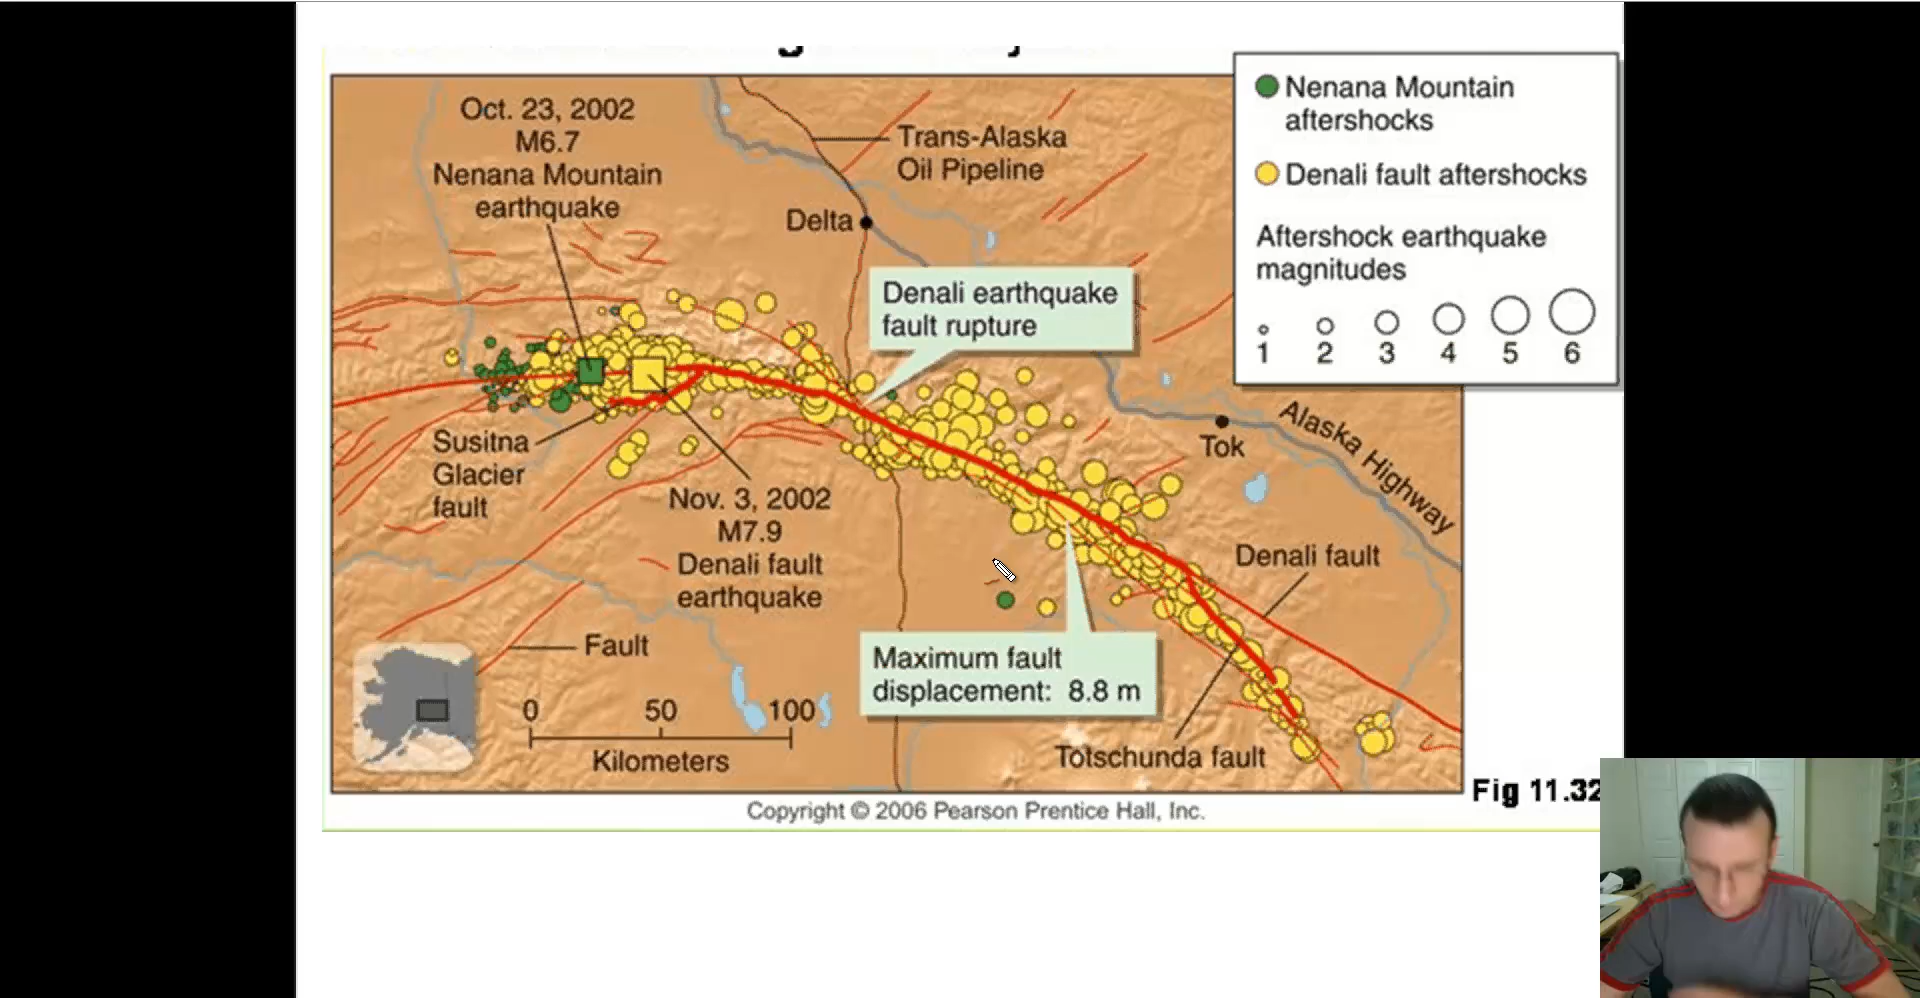 Oct. 23, 2002
M6.7
Nenana Mountain
earthquake
Trans-Alaska
Oil Pipeline
Delta
Denali earthquake
fault rupture
Nenana Mountain
aftershocks
Denali fault aftershocks
Aftershock earthquake
magnitudes
1 2 3 4 5 6
Alaska Highway
Tok
Susitna
Glacier
fault
Nov. 3, 2002
M7.9
Denali fault
earthquake
Denali fault
Fault
Maximum fault
displacement: 8.8 m
0 50 100
Kilometers
Totschunda fault
Fig 11.32
Copyright © 2006 Pearson Prentice Hall, Inc.